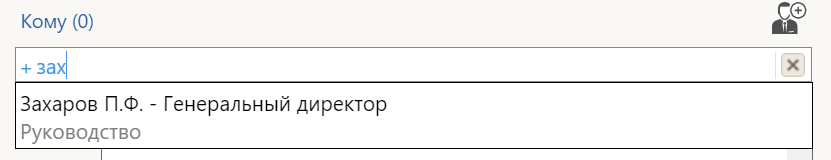 Кому (0)
+ зах
Захаров П.Ф. - Генеральный директор
Руководство